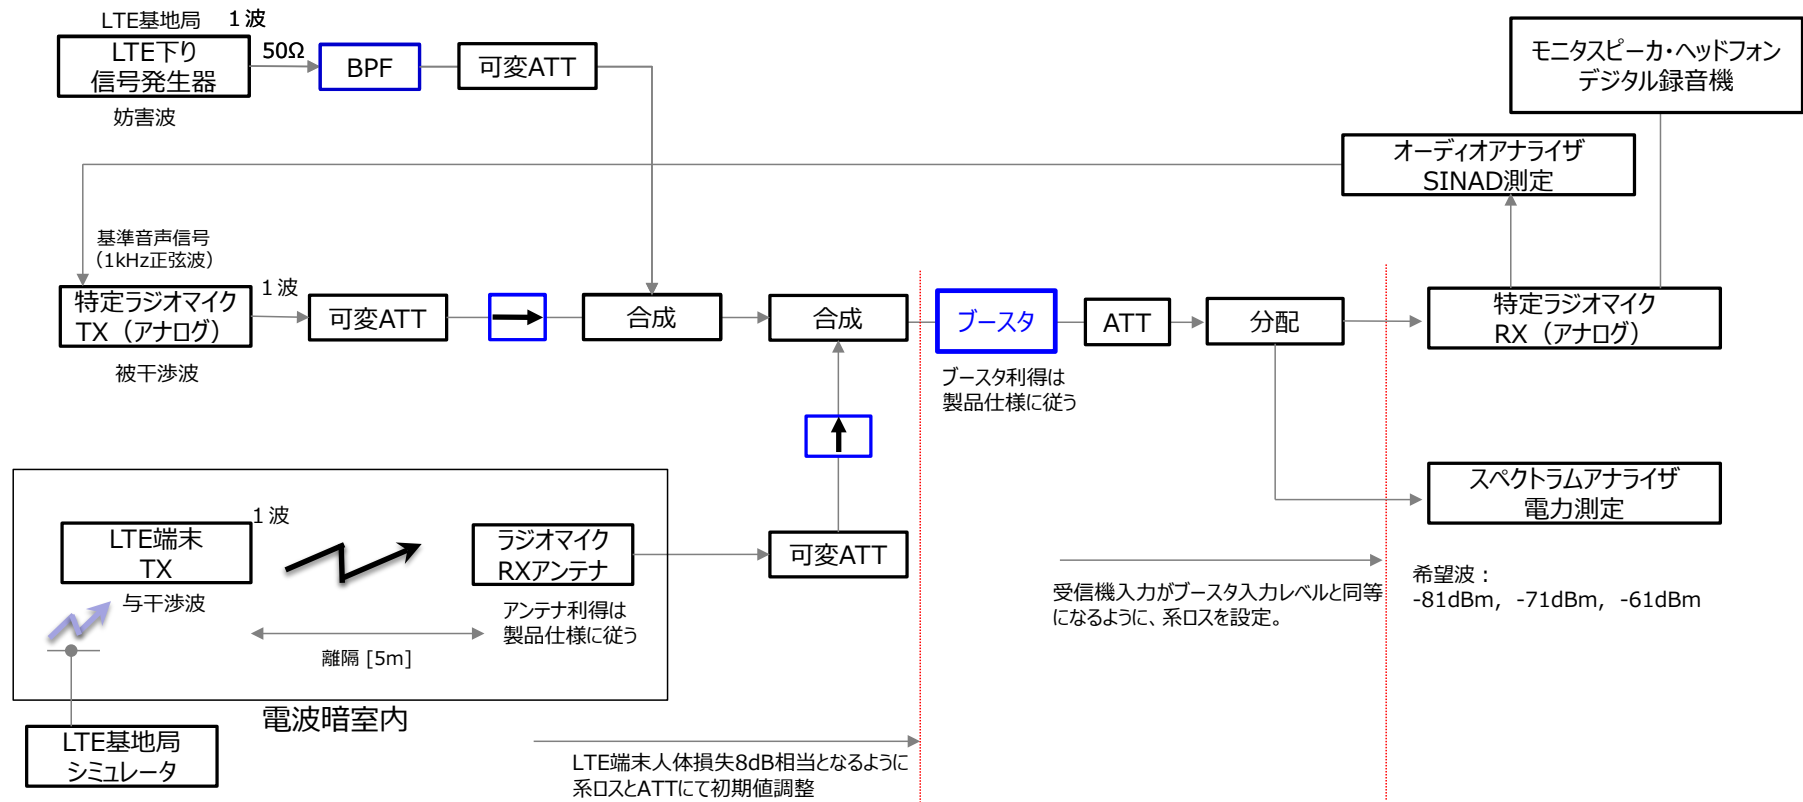 LTE基地局 1波
LTE下り
信号発生器
50Ω
BPF
可変ATT
妨害波
モニタスピーカ・ヘッドフォン
デジタル録音機
オーディオアナライザ
SINAD測定
基準音声信号
(1kHz正弦波)
特定ラジオマイク
TX(アナログ)
1波
被干渉波
可変ATT
合成
合成
ブースタ
ブースタ利得は
製品仕様に従う
ATT
分配
特定ラジオマイク
RX(アナログ)
スペクトラムアナライザ
電力測定
LTE端末
TX
1波
与干渉波
ラジオマイク
RXアンテナ
アンテナ利得は
製品仕様に従う
離隔 [5m]
可変ATT
電波暗室内
LTE基地局
シミュレータ
LTE端末人体損失8dB相当となるように
系ロスとATTにて初期値調整
受信機入力がブースタ入力レベルと同等
になるように、系ロスを設定。
希望波:
-81dBm, -71dBm, -61dBm